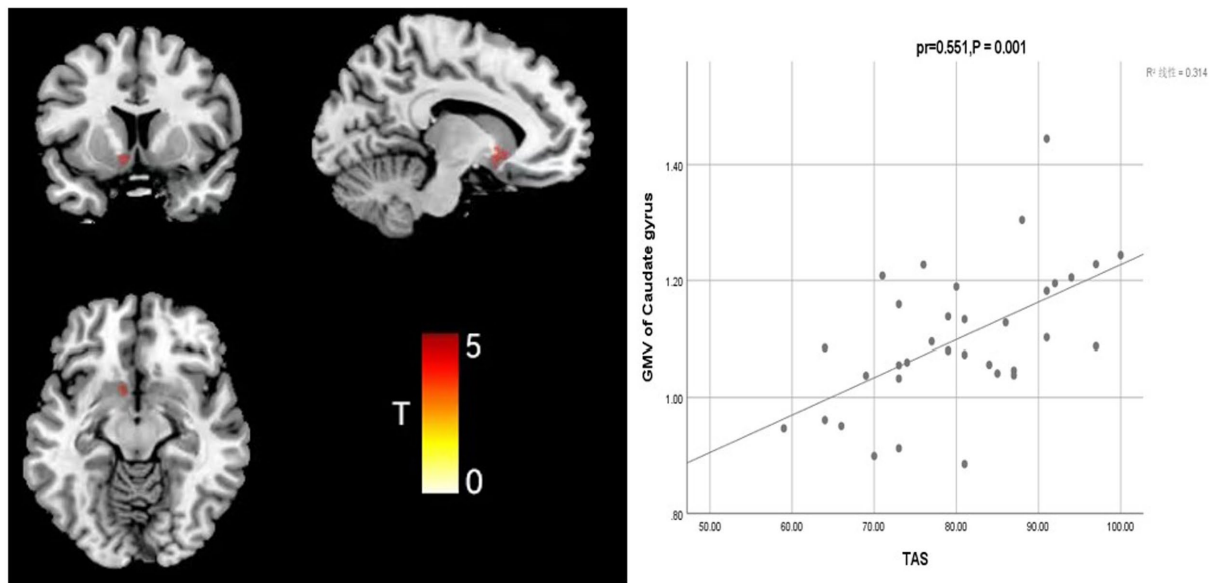 5
T
0
pr=0.551,P = 0.001
R² 线性 = 0.314
GMV of Caudate gyrus
1.40
1.20
1.00
.80
50.00 60.00 70.00 80.00 90.00 100.00
TAS